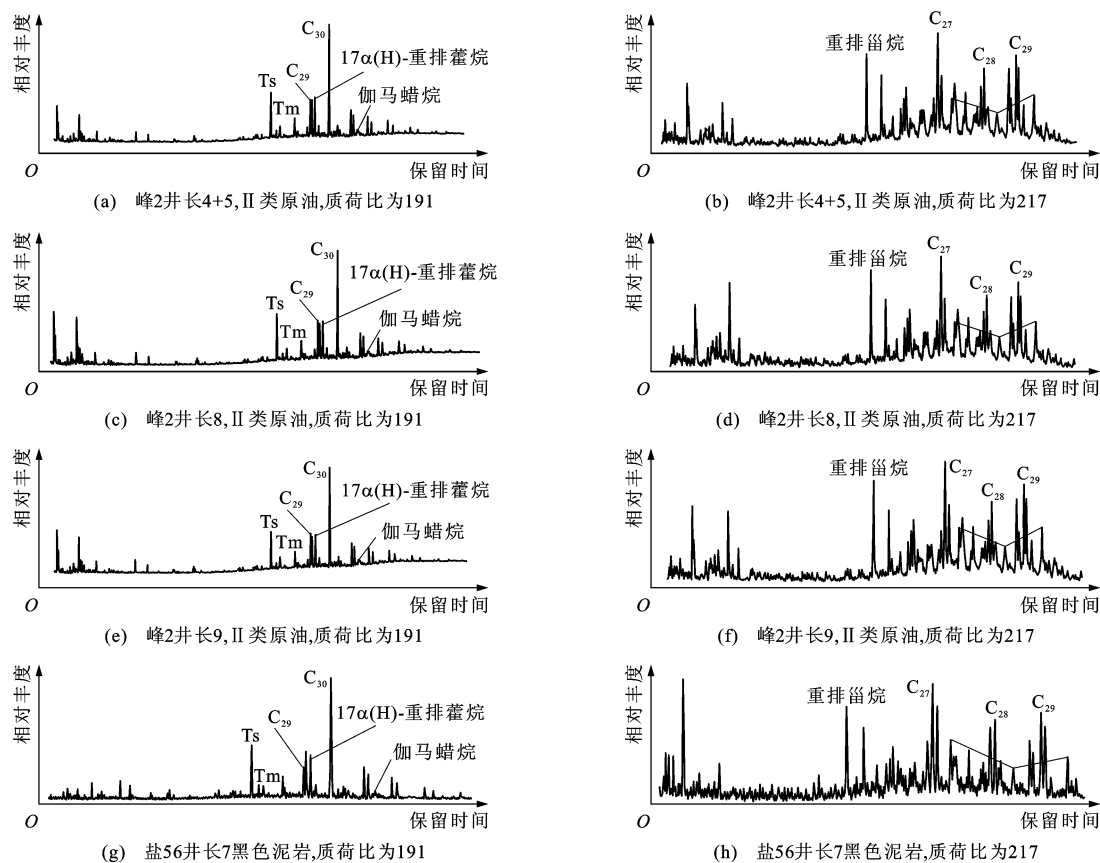 相对丰度
C30
17α(H)-重排藿烷
C29
Ts
伽马蜡烷
Tm
O
保留时间
(a) 峰2井长4+5,Ⅱ类原油,质荷比为191
相对丰度
C27
重排甾烷
C29
C28
O
保留时间
(b) 峰2井长4+5,Ⅱ类原油,质荷比为217
相对丰度
C30
17α(H)-重排藿烷
C29
Ts
伽马蜡烷
Tm
O
保留时间
(c) 峰2井长8,Ⅱ类原油,质荷比为191
相对丰度
C27
重排甾烷
C29
C28
O
保留时间
(d) 峰2井长8,Ⅱ类原油,质荷比为217
相对丰度
C30
17α(H)-重排藿烷
C29
Ts
伽马蜡烷
Tm
O
保留时间
(e) 峰2井长9,Ⅱ类原油,质荷比为191
相对丰度
重排甾烷
C27
C29
C28
O
保留时间
(f) 峰2井长9,Ⅱ类原油,质荷比为217
相对丰度
C30
17α(H)-重排藿烷
C29
Ts
伽马蜡烷
Tm
O
保留时间
(g) 盐56井长7黑色泥岩,质荷比为191
相对丰度
重排甾烷
C27
C29
C28
O
保留时间
(h) 盐56井长7黑色泥岩,质荷比为217